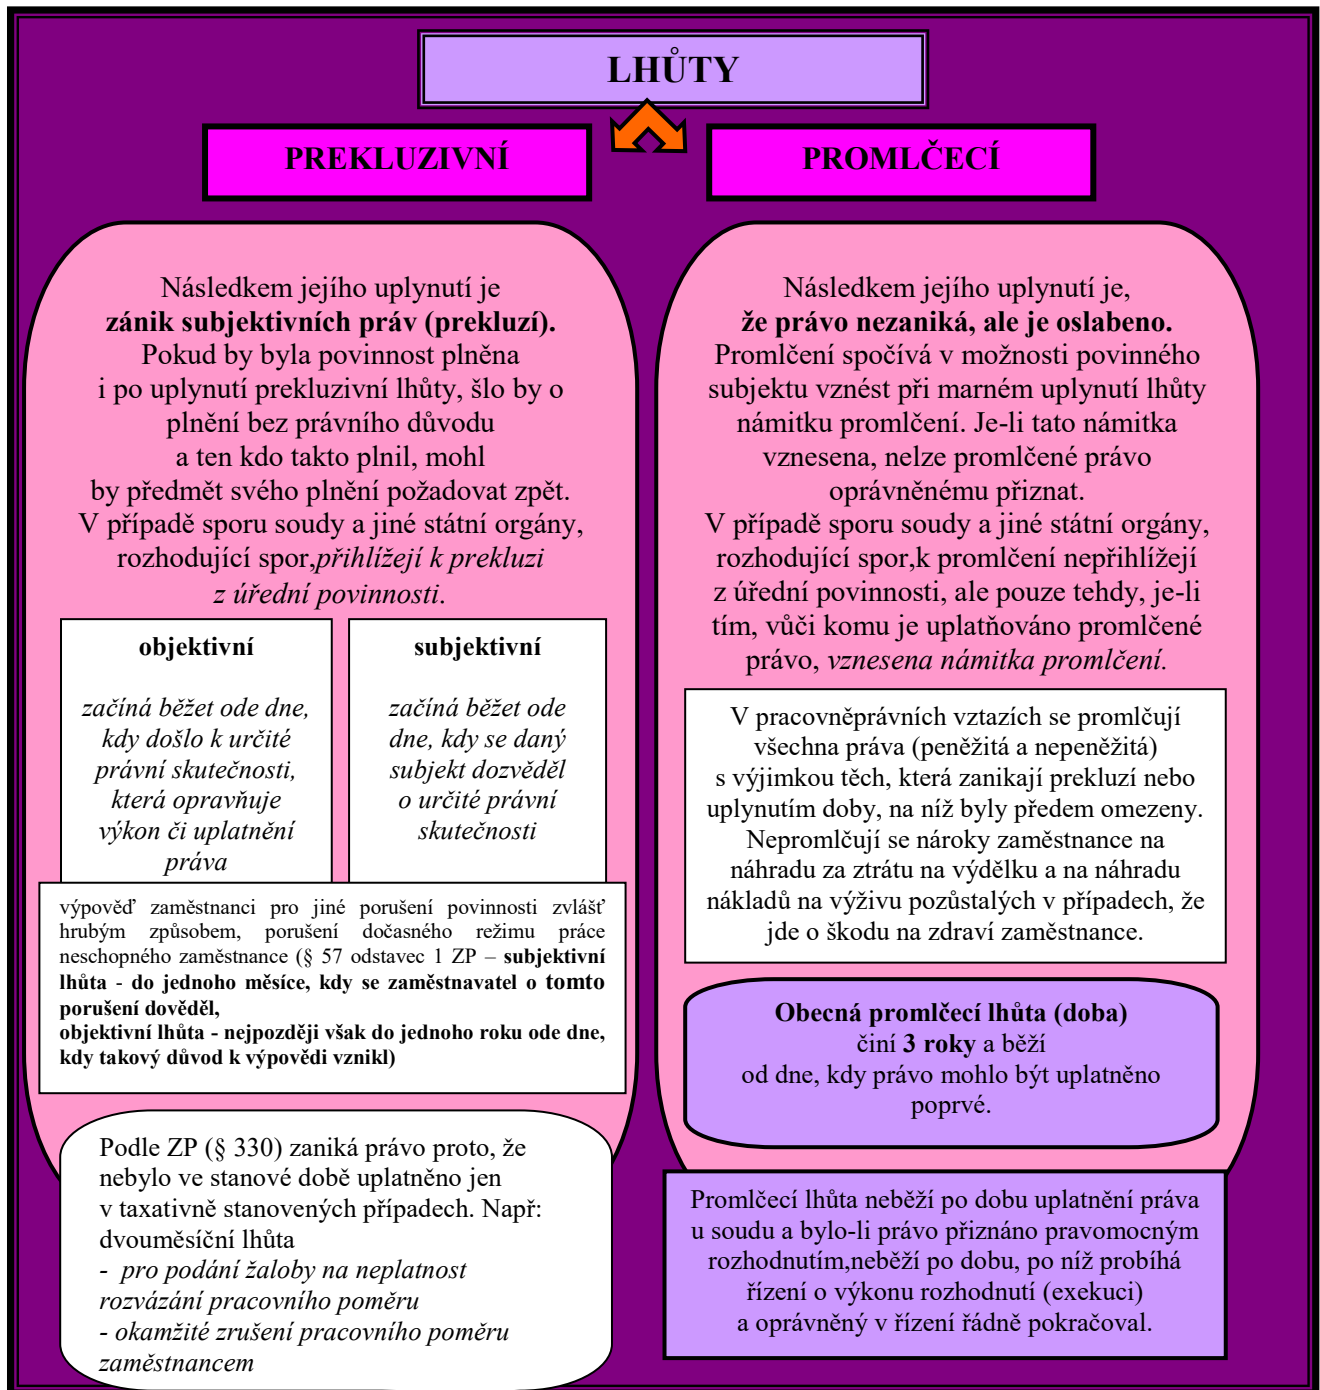 LHŮTY
PREKLUZIVNÍ
PROMLČECÍ
Následkem jejího uplynutí je
zánik subjektivních práv (prekluzí).
Pokud by byla povinnost plněna
i po uplynutí prekluzivní lhůty, šlo by o
plnění bez právního důvodu
a ten kdo takto plnil, mohl
by předmět svého plnění požadovat zpět.
V případě sporu soudy a jiné státní orgány,
rozhodující spor,přihlížejí k prekluzi
z úřední povinnosti.
objektivní
začíná běžet ode dne,
kdy došlo k určité
právní skutečnosti,
která opravňuje
výkon či uplatnění
práva
subjektivní
začíná běžet ode
dne, kdy se daný
subjekt dozvěděl
o určité právní
skutečnosti
výpověď zaměstnanci pro jiné porušení povinnosti zvlášť
hrubým způsobem, porušení dočasného režimu práce
neschopného zaměstnance (§ 57 odstavec 1 ZP – subjektivní
lhůta - do jednoho měsíce, kdy se zaměstnavatel o tomto
porušení dověděl,
objektivní lhůta - nejpozději však do jednoho roku ode dne,
kdy takový důvod k výpovědi vznikl)
Podle ZP (§ 330) zaniká právo proto, že
nebylo ve stanové době uplatněno jen
v taxativně stanovených případech. Např:
dvouměsíční lhůta
- pro podání žaloby na neplatnost
rozvázání pracovního poměru
- okamžité zrušení pracovního poměru
zaměstnancem
Následkem jejího uplynutí je,
že právo nezaniká, ale je oslabeno.
Promlčení spočívá v možnosti povinného
subjektu vznést při marném uplynutí lhůty
námitku promlčení. Je-li tato námitka
vznesena, nelze promlčené právo
oprávněnému přiznat.
V případě sporu soudy a jiné státní orgány,
rozhodující spor,k promlčení nepřihlížejí
z úřední povinnosti, ale pouze tehdy, je-li
tím, vůči komu je uplatňováno promlčené
právo, vznesena námitka promlčení.
V pracovněprávních vztazích se promlčují
všechna práva (peněžitá a nepeněžitá)
s výjimkou těch, která zanikají prekluzí nebo
uplynutím doby, na níž byly předem omezeny.
Nepromlčují se nároky zaměstnance na
náhradu za ztrátu na výdělku a na náhradu
nákladů na výživu pozůstalých v případech, že
jde o škodu na zdraví zaměstnance.
Obecná promlčecí lhůta (doba)
činí 3 roky a běží
od dne, kdy právo mohlo být uplatněno
poprvé.
Promlčecí lhůta neběží po dobu uplatnění práva
u soudu a bylo-li právo přiznáno pravomocným
rozhodnutím,neběží po dobu, po níž probíhá
řízení o výkonu rozhodnutí (exekuci)
a oprávněný v řízení řádně pokračoval.